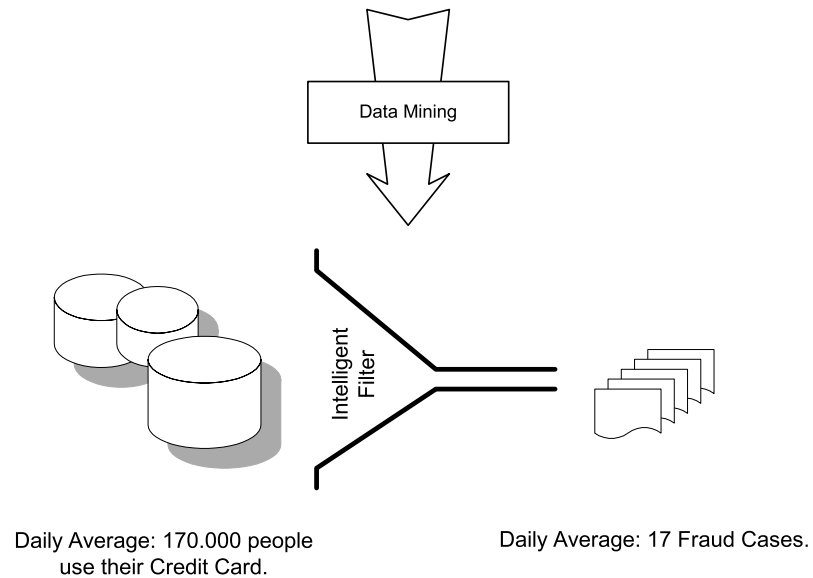 Data Mining
Intelligent
Filter
Daily Average: 170.000 people
use their Credit Card.
Daily Average: 17 Fraud Cases.